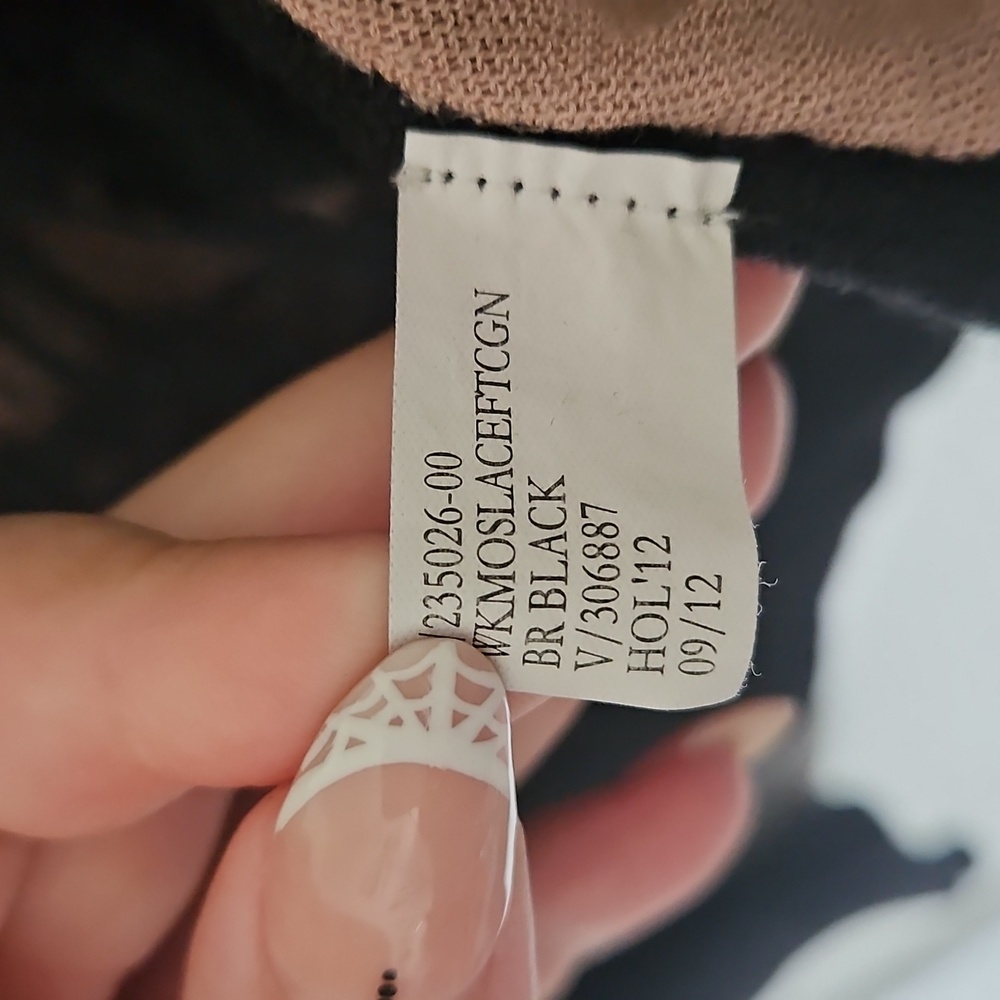 /235026-00
WKMOSLACEFTCGN
BR BLACK
V/306887
HOL'12
09/12